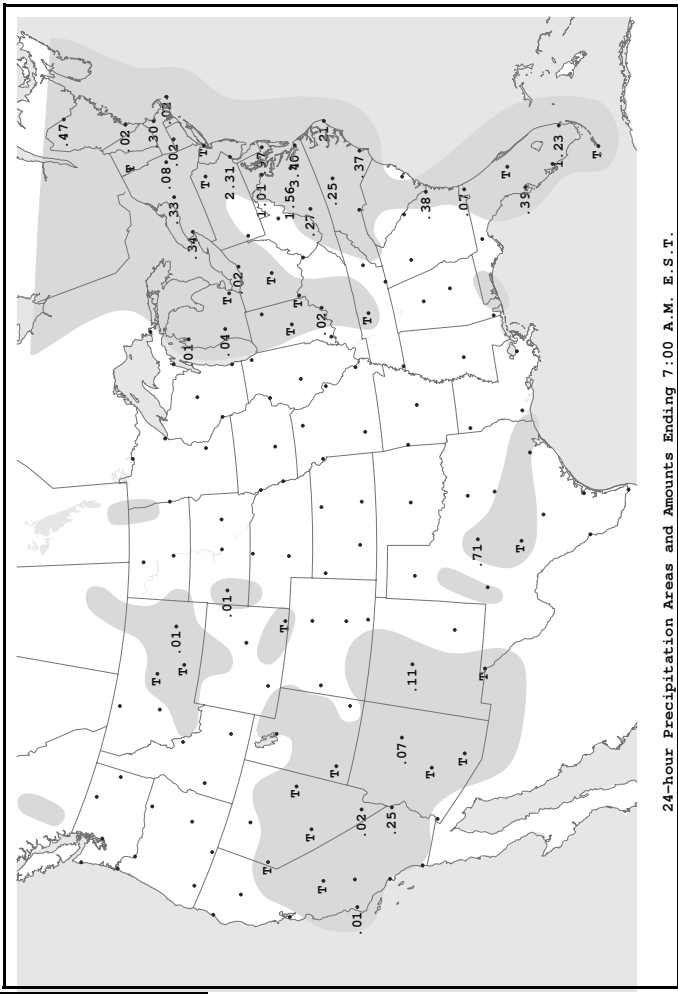 .47
.02
T
.30
T
.02
.08
.02
.33
.01
T
.01
.34
T
T
.04
T
.01
2.31
.02
1.01
T
T
T
1.56
T
T
T
.27
T
.02
.21
T
.25
T
.01
.37
.02
T
.25
.07
.11
.38
T
.07
T
.71
T
T
T
.39
1.23
T
24-hour Precipitation Areas and Amounts Ending 7:00 A.M. E.S.T.